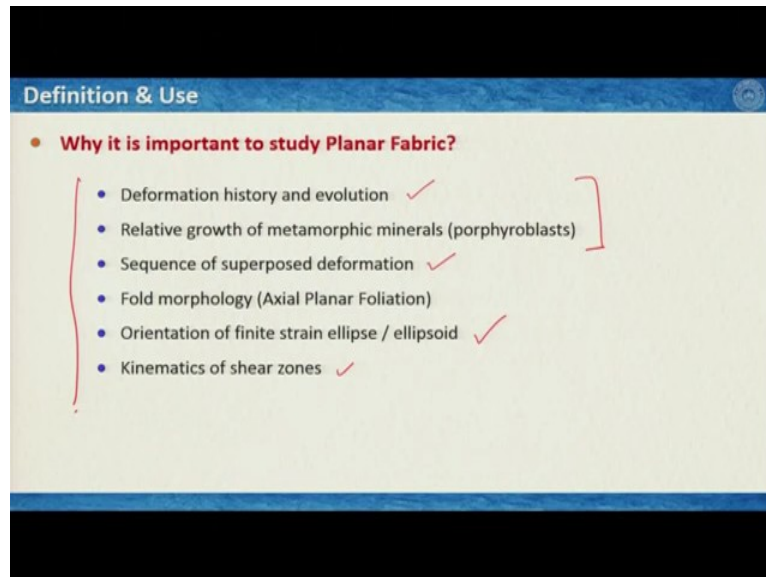 Definition & Use
Why it is important to study Planar Fabric?
Deformation history and evolution
Relative growth of metamorphic minerals (porphyroblasts)
Sequence of superposed deformation
Fold morphology (Axial Planar Foliation)
Orientation of finite strain ellipse / ellipsoid
Kinematics of shear zones